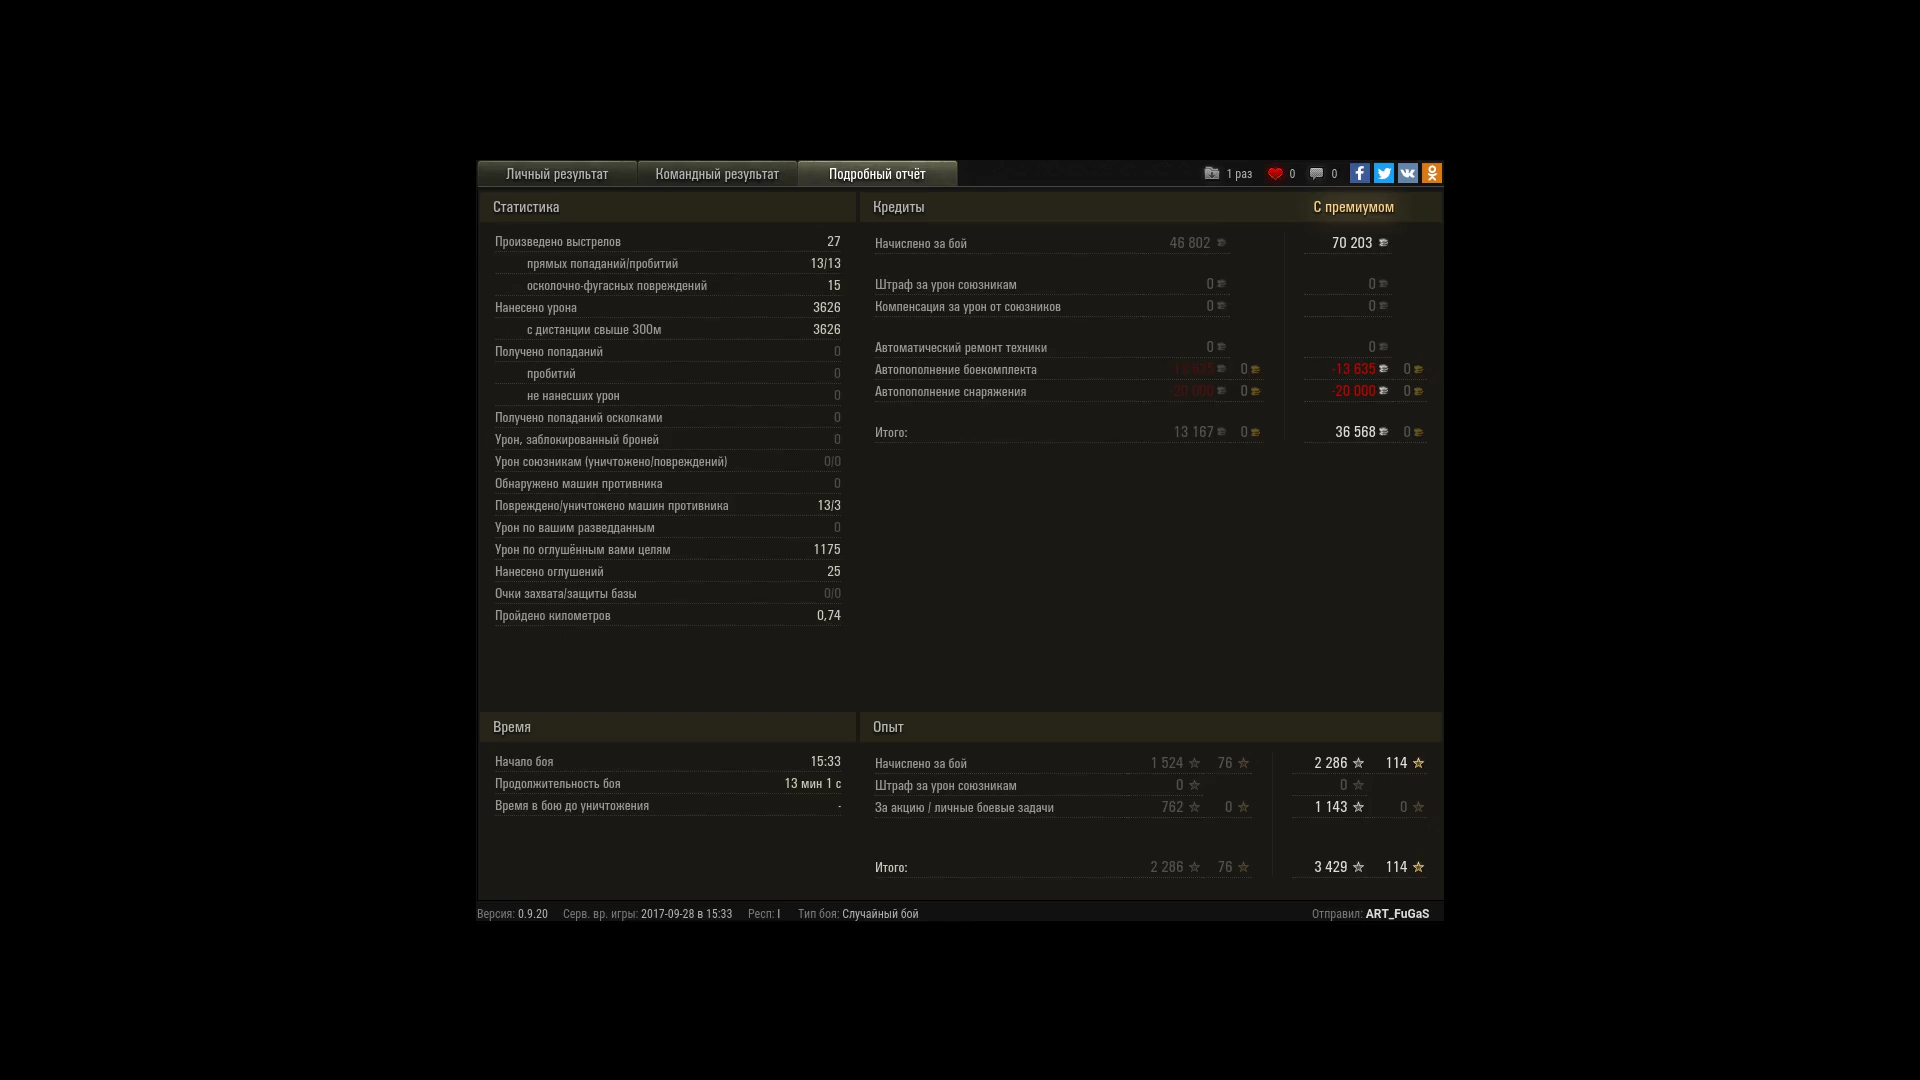 Личный результат Командный результат Подробный отчёт 1 раз 0 0
Статистика
Произведено выстрелов 27
прямых попаданий/пробитий 13/13
осколочно-фугасных повреждений 15
Нанесено урона 3626
с дистанции свыше 300м 3626
Получено попаданий 0
пробитий 0
не нанесших урон 0
Получено попаданий осколками 0
Урон, заблокированный броней 0
Урон союзникам (уничтожено/повреждений) 0/0
Обнаружено машин противника 0
Повреждено/уничтожено машин противника 13/3
Урон по вашим разведданным 0
Урон по оглушённым вами целям 1175
Нанесено оглушений 25
Очки захвата/защиты базы 0/0
Пройдено километров 0,74
Кредиты С премиумом
Начислено за бой 46 802 70 203
Штраф за урон союзникам 0 0
Компенсация за урон от союзников 0 0
Автоматический ремонт техники 0 0
Автопополнение боекомплекта -13 635 0 -13 635 0
Автопополнение снаряжения -20 000 0 -20 000 0
Итого: 13 167 0 36 568 0
Время
Начало боя 15:33
Продолжительность боя 13 мин 1 с
Время в бою до уничтожения -
Опыт
Начислено за бой 1 524 76 2 286 114
Штраф за урон союзникам 0 0
За акцию / личные боевые задачи 762 0 1 143 0
Итого: 2 286 76 3 429 114
Версия: 0.9.20 Серв. вр. игры: 2017-09-28 в 15:33 Респ: I Тип боя: Случайный бой Отправил: ART_FuGaS